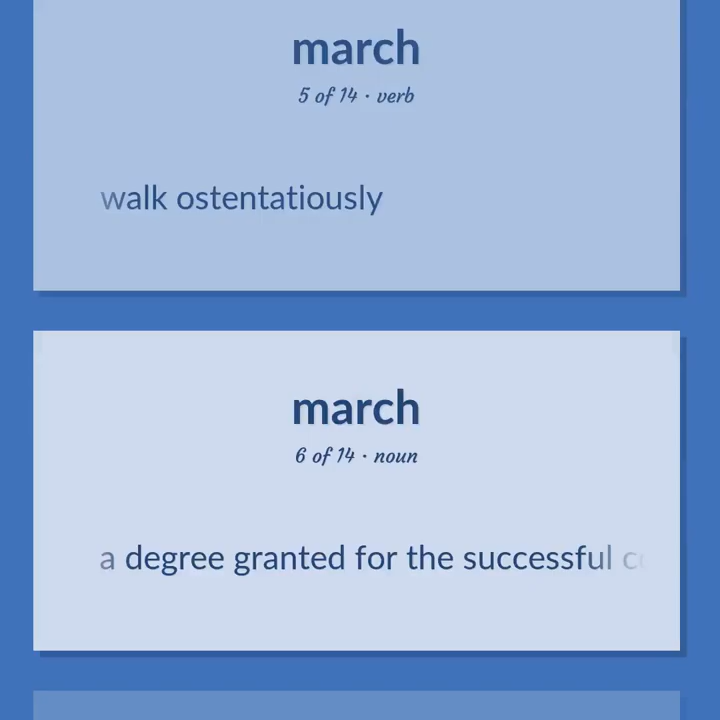 march
5 of 14 · verb
walk ostentatiously
march
6 of 14 · noun
a degree granted for the successful